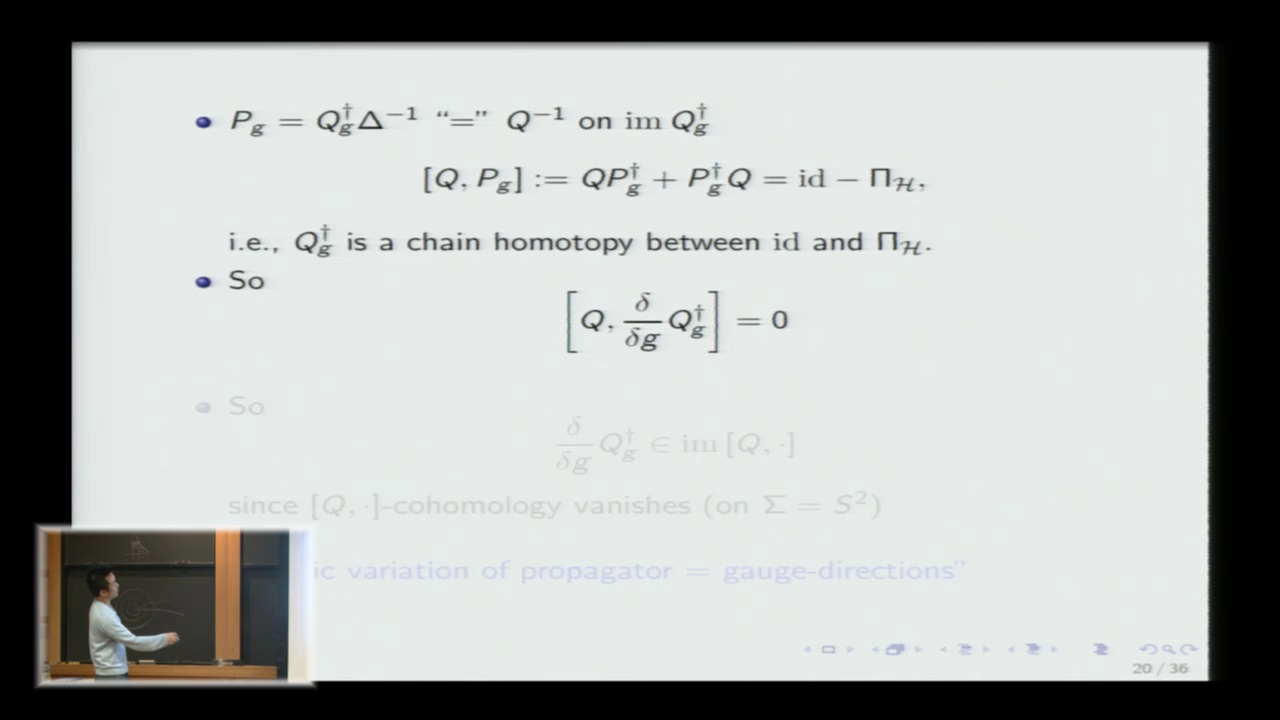 • P_g = Q_g^† Δ^{-1} “=” Q^{-1} on im Q_g^†
[Q, P_g] := QP_g^† + P_g^† Q = id − Π_ℋ,
i.e., Q_g^† is a chain homotopy between id and Π_ℋ.
• So
[Q, δ/δg Q_g^†] = 0
• So
δ/δg Q_g^† ∈ im [Q, ·]
since [Q, ·]-cohomology vanishes (on Σ = S²)
ic variation of propagator = gauge-directions”
20 / 36